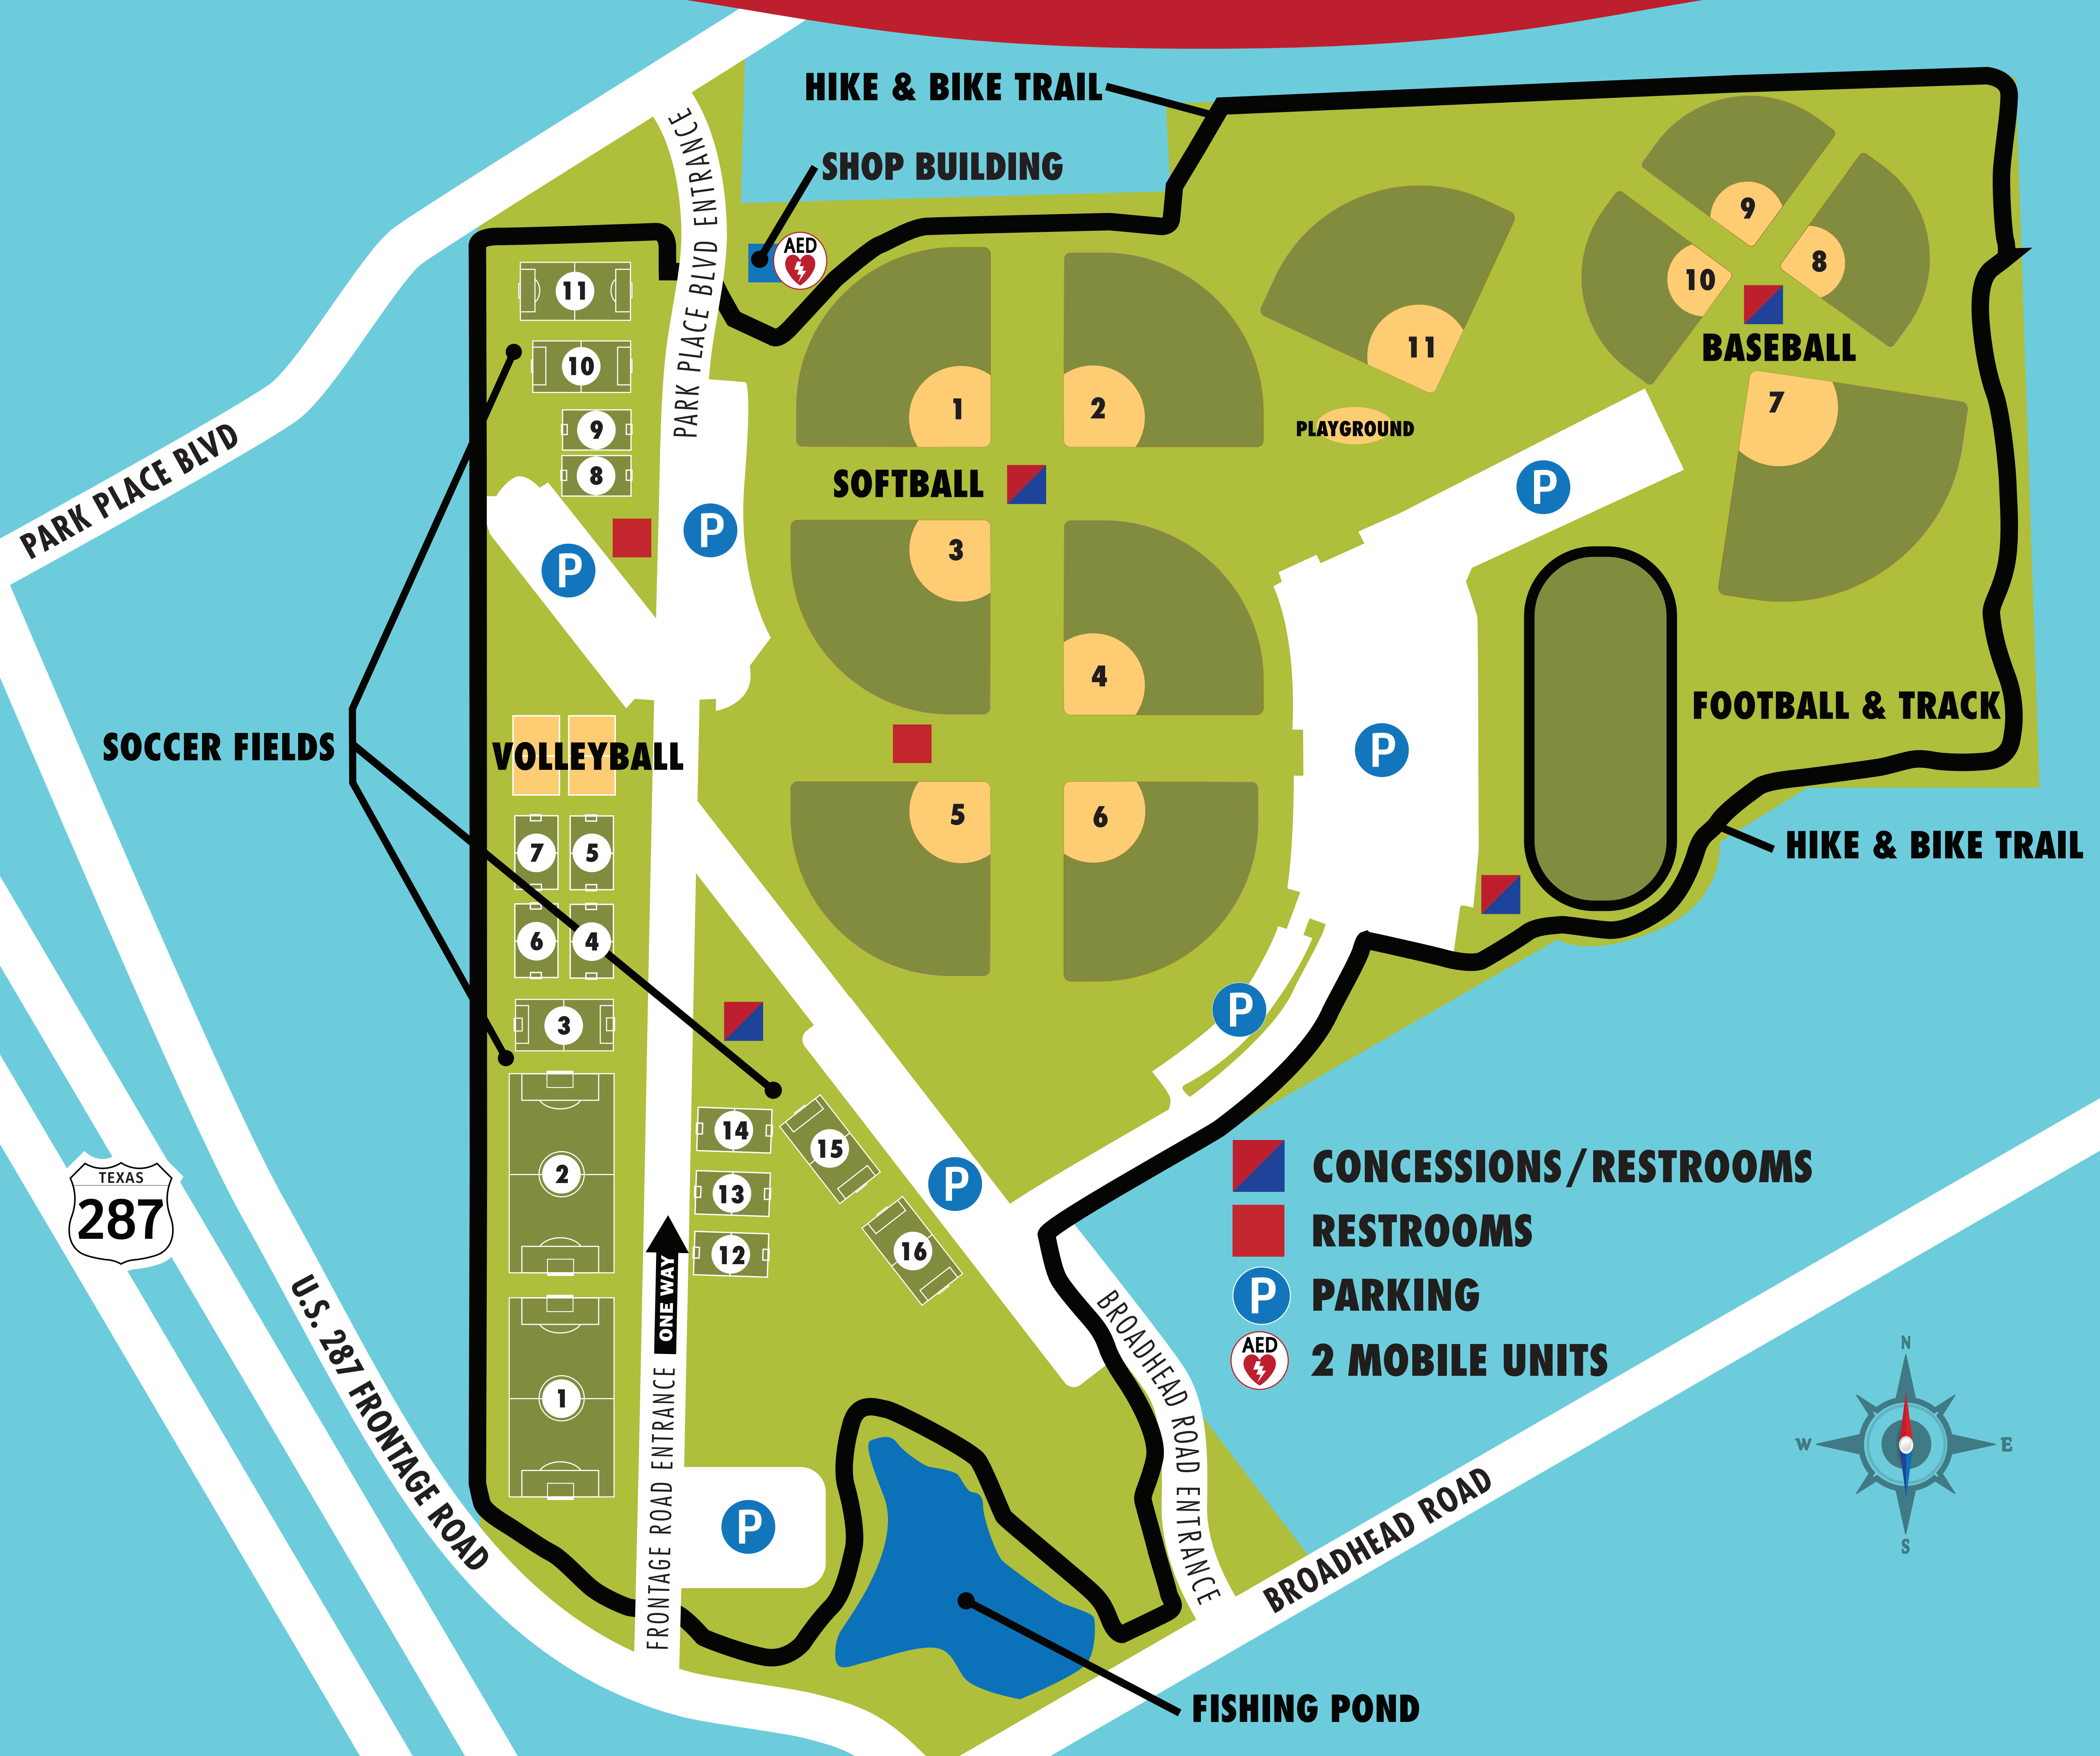 HIKE & BIKE TRAIL
SHOP BUILDING
AED
PARK PLACE BLVD ENTRANCE
PARK PLACE BLVD
11
10
9
8
P
P
SOCCER FIELDS
VOLLEYBALL
7
5
6
4
3
2
1
14
13
12
15
16
P
1
2
SOFTBALL
3
4
5
6
11
PLAYGROUND
9
10
8
BASEBALL
7
P
P
FOOTBALL & TRACK
HIKE & BIKE TRAIL
P
TEXAS
287
U.S. 287 FRONTAGE ROAD
ONE WAY
FRONTAGE ROAD ENTRANCE
P
BROADHEAD ROAD ENTRANCE
BROADHEAD ROAD
FISHING POND
CONCESSIONS/RESTROOMS
RESTROOMS
P PARKING
AED 2 MOBILE UNITS
N
W
E
S